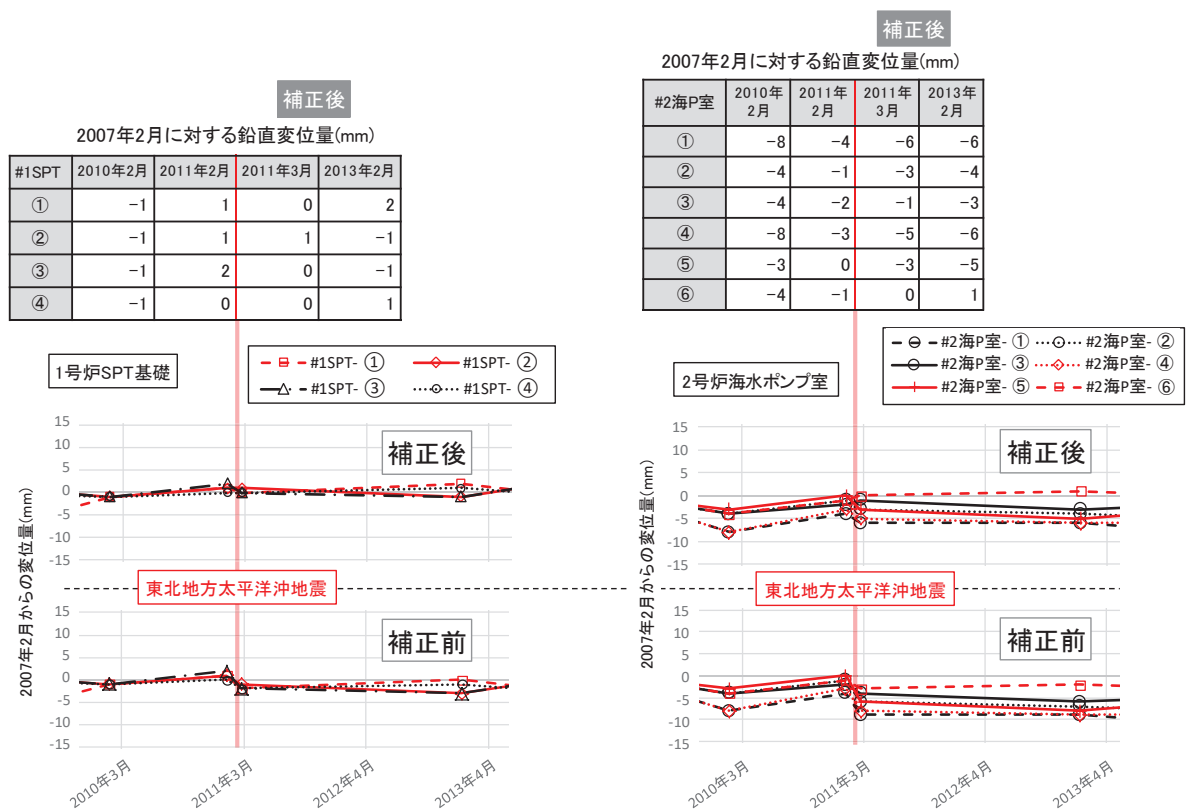 補正後
2007年2月に対する鉛直変位量(mm)
#1SPT 2010年2月 2011年2月 2011年3月 2013年2月
① -1 1 0 2
② -1 1 1 -1
③ -1 2 0 -1
④ -1 0 0 1
1号炉SPT基礎
#1SPT- ① #1SPT- ②
#1SPT- ③ #1SPT- ④
2007年2月からの変位量(mm)
15
10
5
0
-5
-10
-15
補正後
東北地方太平洋沖地震
15
10
5
0
-5
-10
-15
補正前
2010年3月 2011年3月 2012年4月 2013年4月
補正後
2007年2月に対する鉛直変位量(mm)
#2海P室 2010年2月 2011年2月 2011年3月 2013年2月
① -8 -4 -6 -6
② -4 -1 -3 -4
③ -4 -2 -1 -3
④ -8 -3 -5 -6
⑤ -3 0 -3 -5
⑥ -4 -1 0 1
2号炉海水ポンプ室
#2海P室- ① #2海P室- ②
#2海P室- ③ #2海P室- ④
#2海P室- ⑤ #2海P室- ⑥
2007年2月からの変位量(mm)
15
10
5
0
-5
-10
-15
補正後
東北地方太平洋沖地震
15
10
5
0
-5
-10
-15
補正前
2010年3月 2011年3月 2012年4月 2013年4月